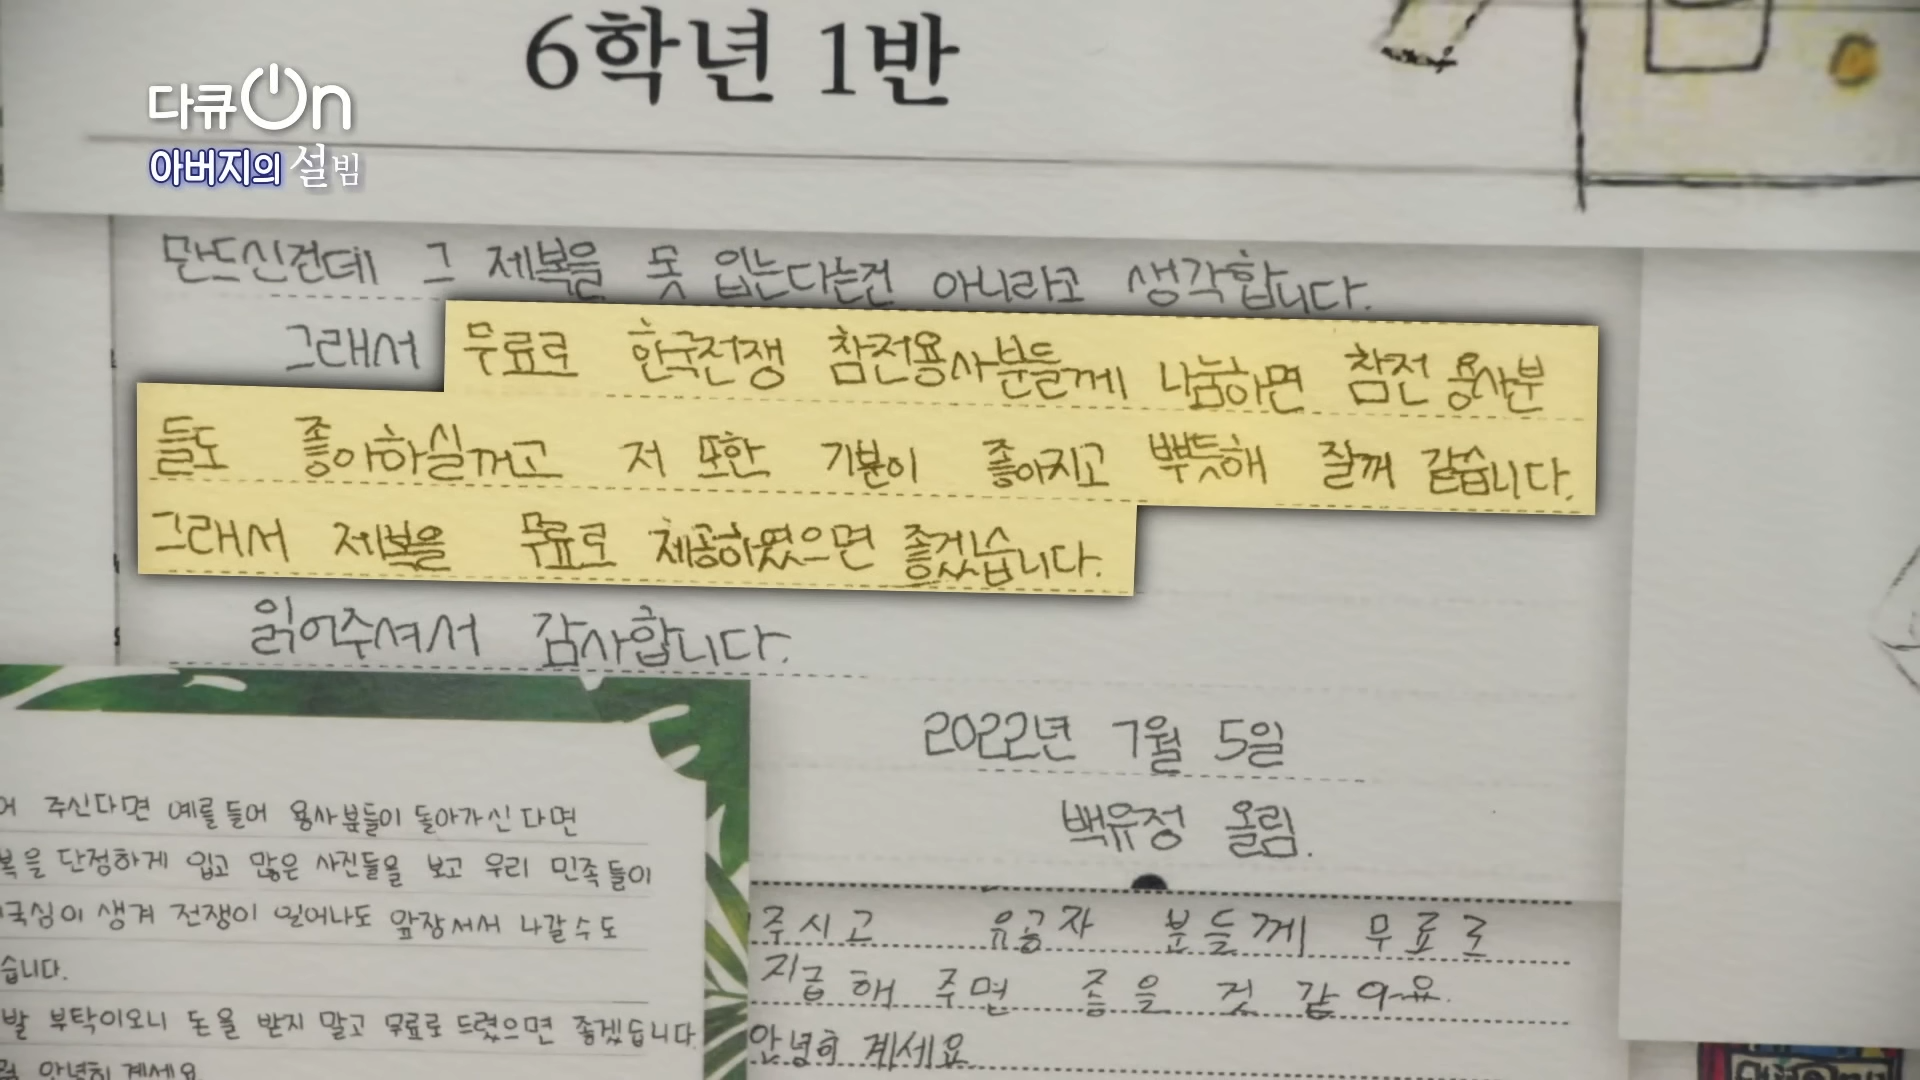 6학년 1반
다큐On
아버지의 설빔
만드신건데 그 제복을 못 입는다는건 아니라고 생각합니다.
그래서 무료로 한국전쟁 참전용사분들께 나눔하면 참전용사분
들도 좋아하실꺼고 저 또한 기분이 좋아지고 뿌듯해 질꺼 같습니다.
그래서 제복을 무료로 제공하였으면 좋겠습니다.
읽어주셔서 감사합니다.
2022년 7월 5일
백유정 올림.
어 주신다면 예를들어 용사분들이 돌아가신다면
복을 단정하게 입고 많은 사진들을 보고 우리 민족들이
국심이 생겨 전쟁이 일어나도 앞장서서 나갈수도
습니다.
발 부탁이오니 돈을 받지 말고 무료로 드렸으면 좋겠습니다.
안녕히 계세요
주시고 유공자 분들께 무료로
지급해 주면 좋을 것 같아요.
안녕히 계세요